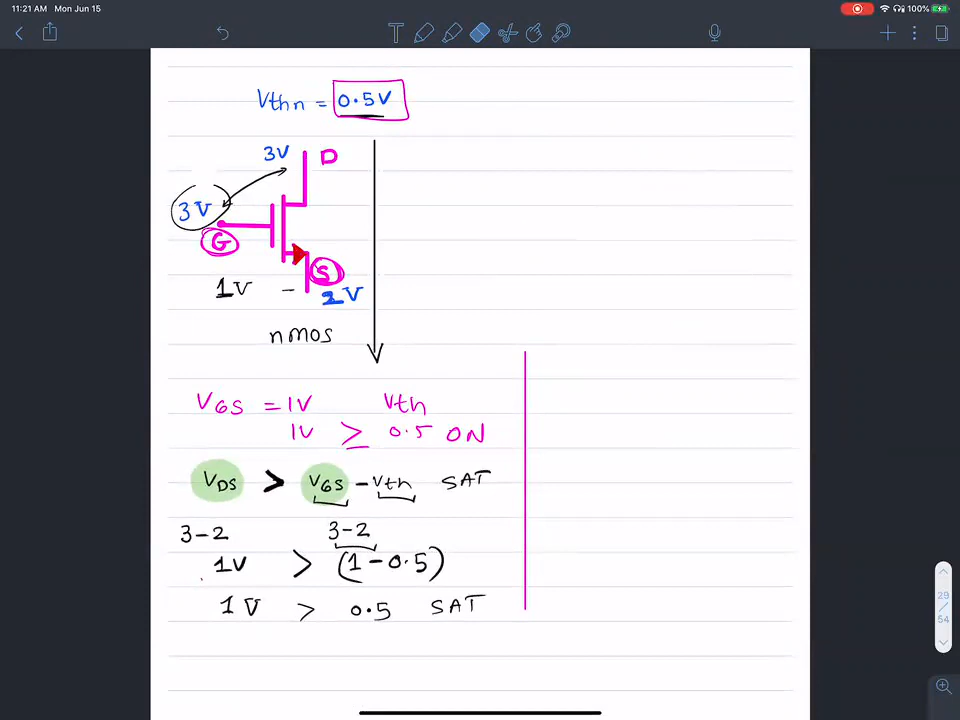 11:21 AM Mon Jun 15
100%
T
Vthn = 0.5V
3V D
3V
G
S
1V - 2V
nmos
VGS = 1V Vth
1V ≥ 0.5 ON
VDS > VGS - Vth SAT
3-2 3-2
1V > (1-0.5)
1V > 0.5 SAT
29
/
54